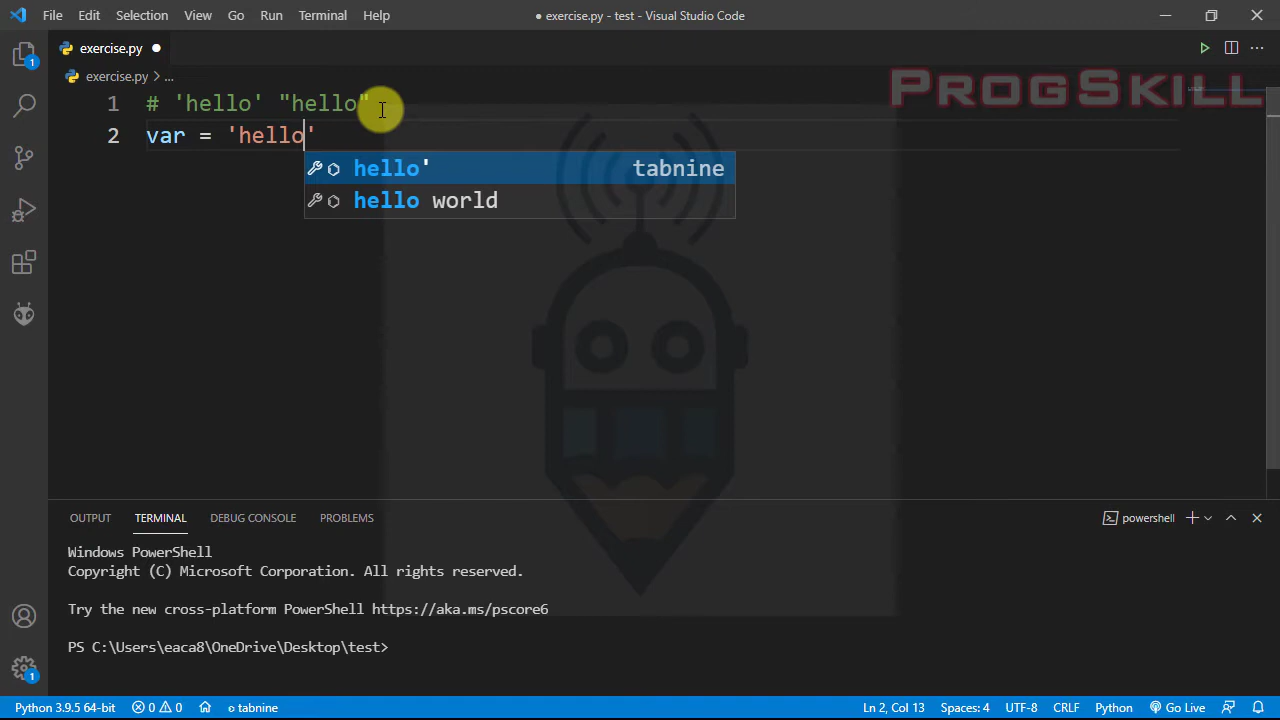 File Edit Selection View Go Run Terminal Help ● exercise.py - test - Visual Studio Code
exercise.py ●
exercise.py > ...
PROGSKILL
1 # 'hello' "hello"
2 var = 'hello'
hello' tabnine
hello world
OUTPUT TERMINAL DEBUG CONSOLE PROBLEMS powershell
Windows PowerShell
Copyright (C) Microsoft Corporation. All rights reserved.
Try the new cross-platform PowerShell https://aka.ms/pscore6
PS C:\Users\eaca8\OneDrive\Desktop\test>
1
1
Python 3.9.5 64-bit 0 0 tabnine Ln 2, Col 13 Spaces: 4 UTF-8 CRLF Python Go Live